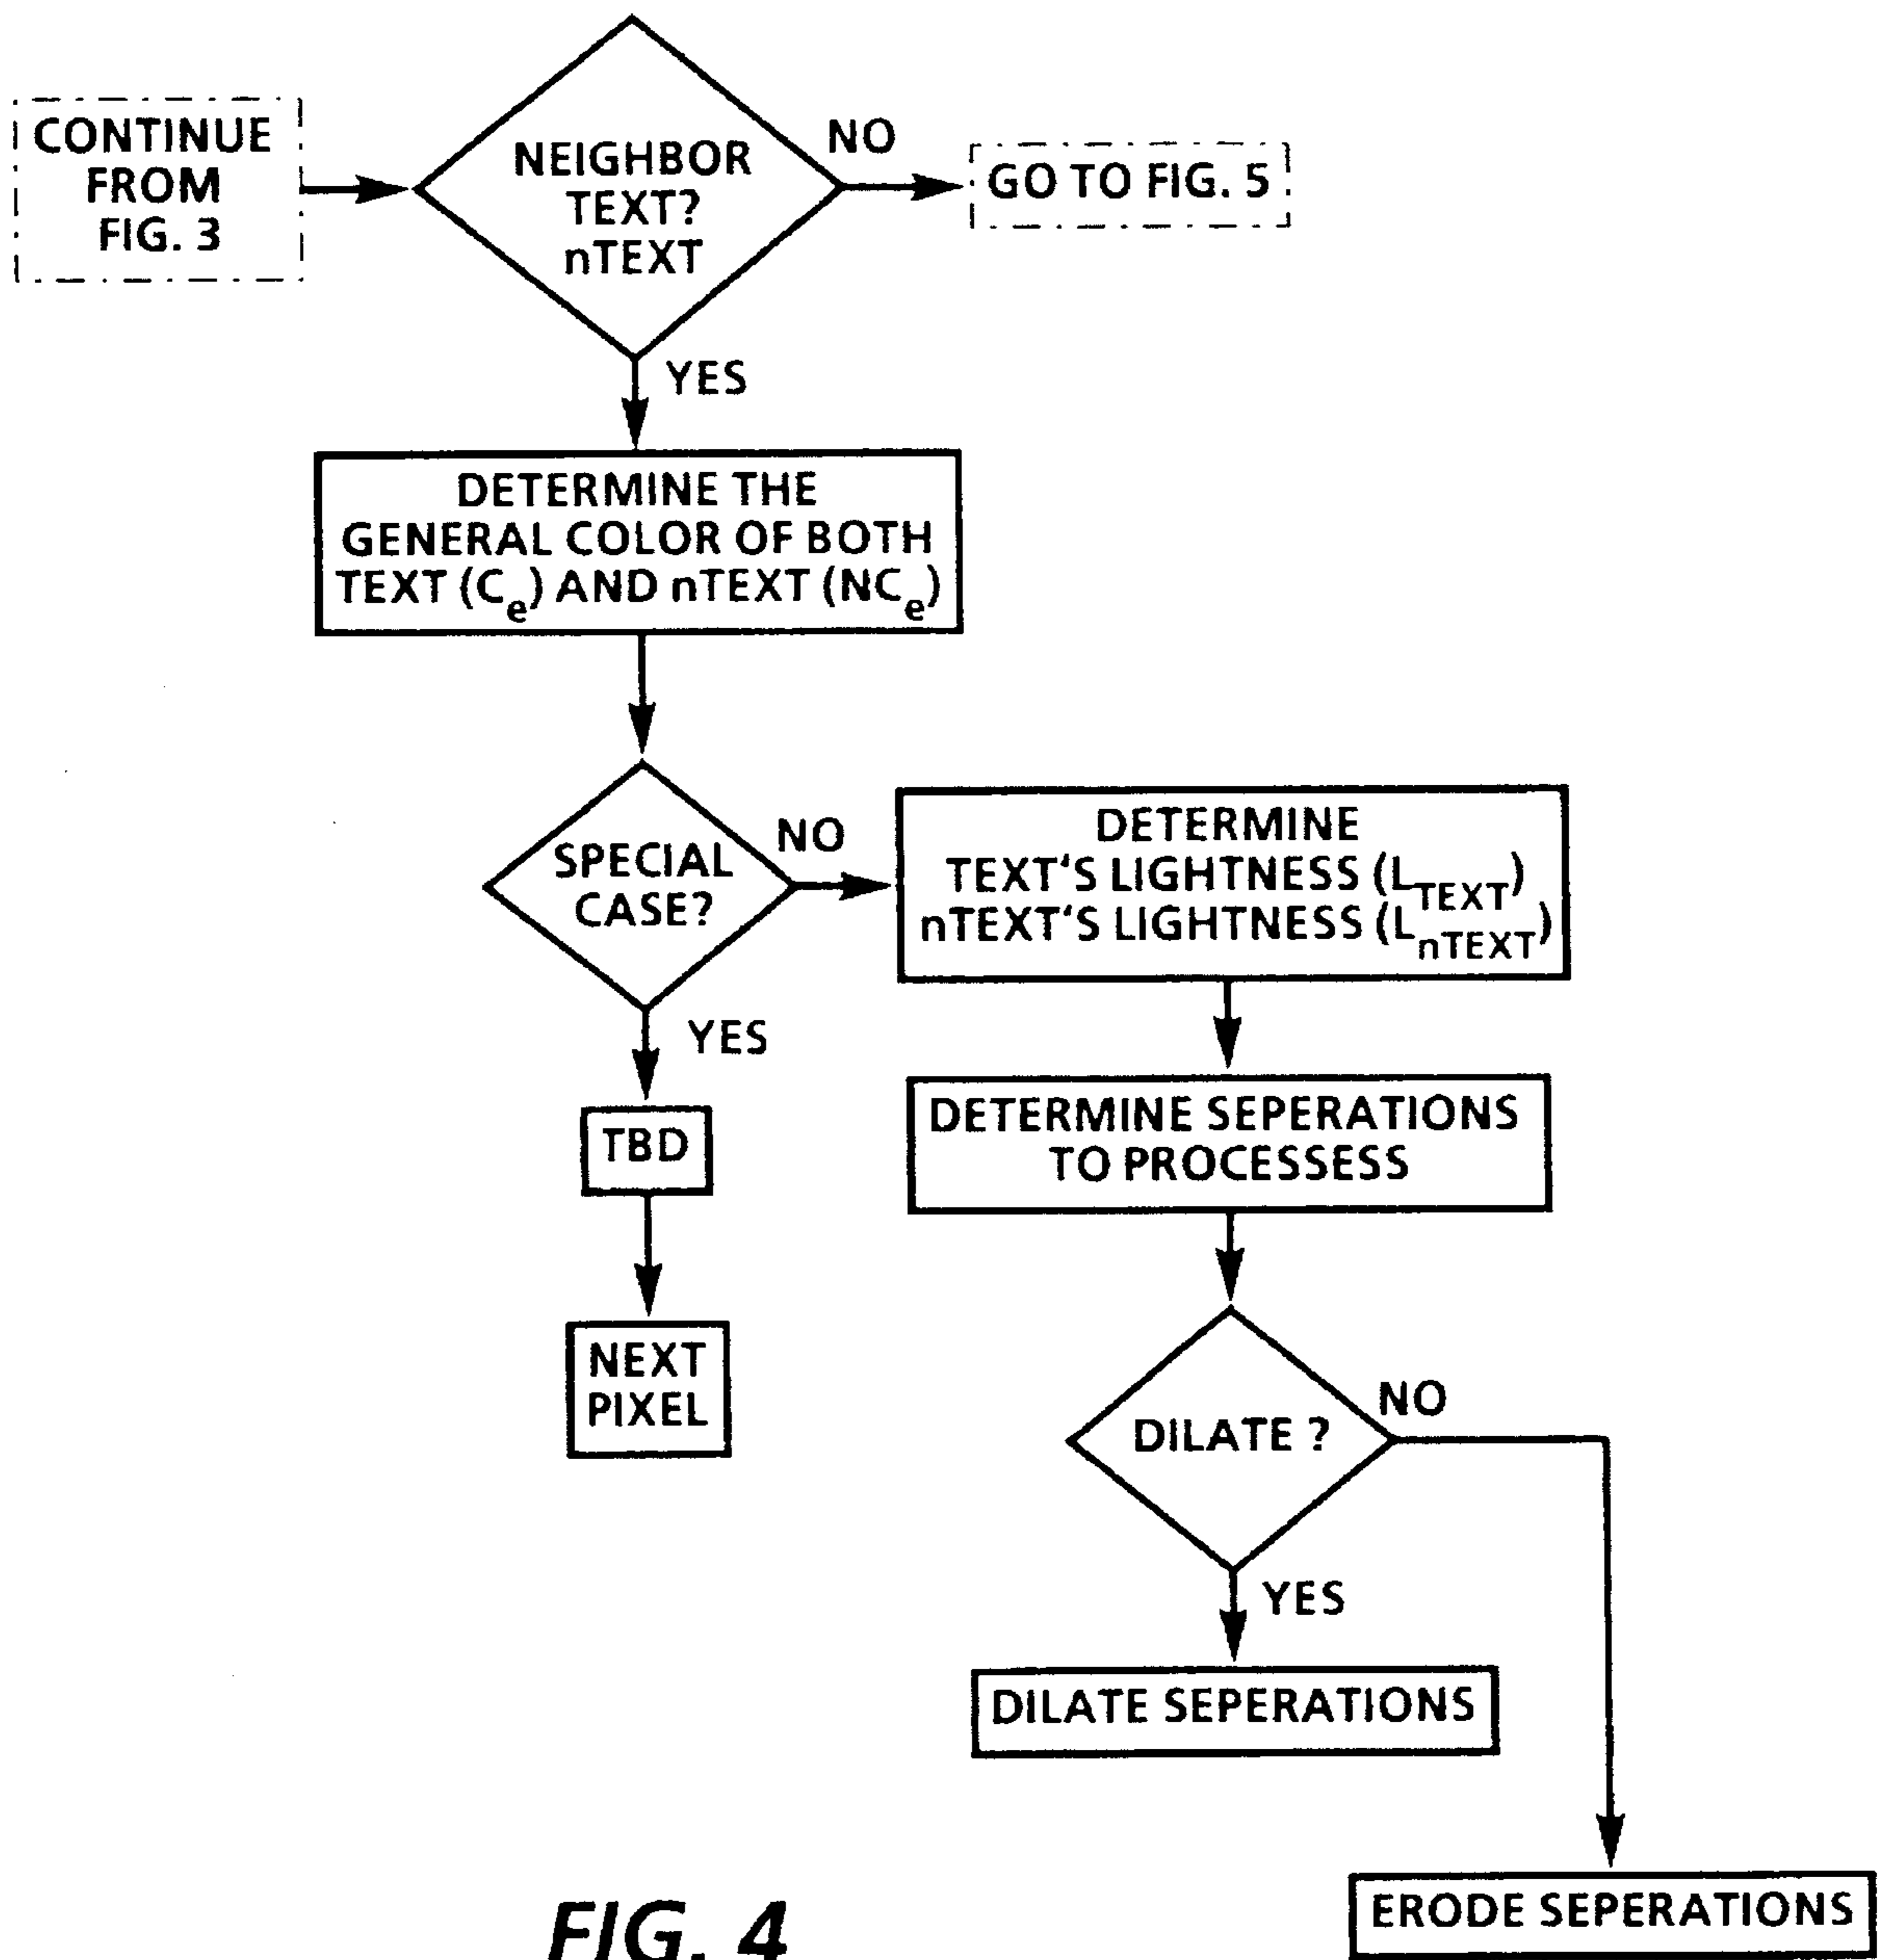 CONTINUE
FROM
FIG. 3
NEIGHBOR
TEXT?
nTEXT
NO
GO TO FIG. 5
YES
DETERMINE THE
GENERAL COLOR OF BOTH
TEXT (Ce) AND nTEXT (NCe)
SPECIAL
CASE?
NO
DETERMINE
TEXT'S LIGHTNESS (LTEXT)
nTEXT'S LIGHTNESS (LnTEXT)
YES
TBD
NEXT
PIXEL
DETERMINE SEPERATIONS
TO PROCESSESS
DILATE ?
NO
YES
DILATE SEPERATIONS
ERODE SEPERATIONS
FIG. 4